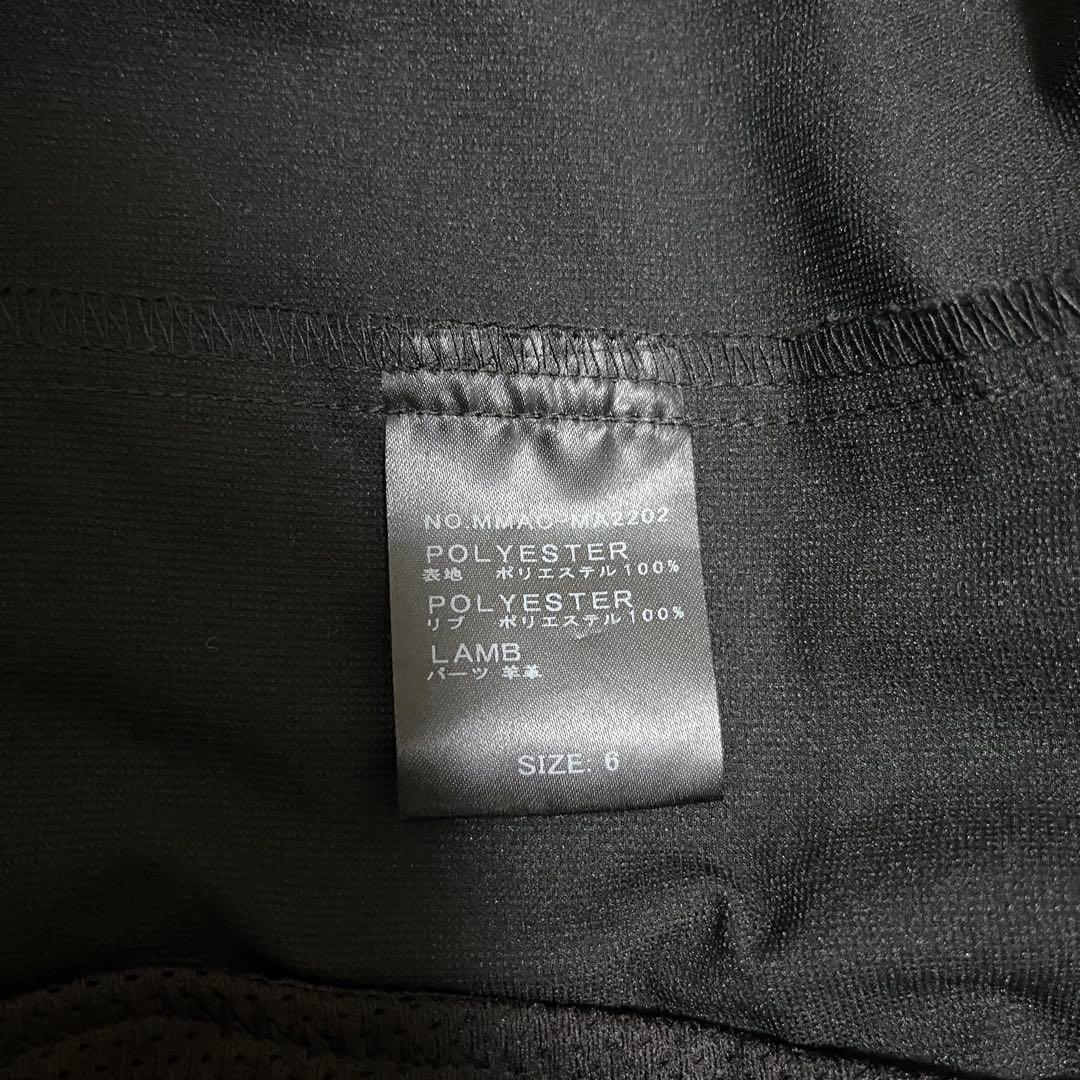 NO.MMAO-MA2202
POLYESTER
表地 ポリエステル100%
POLYESTER
リブ ポリエステル100%
LAMB
パーツ 羊革
SIZE. 6